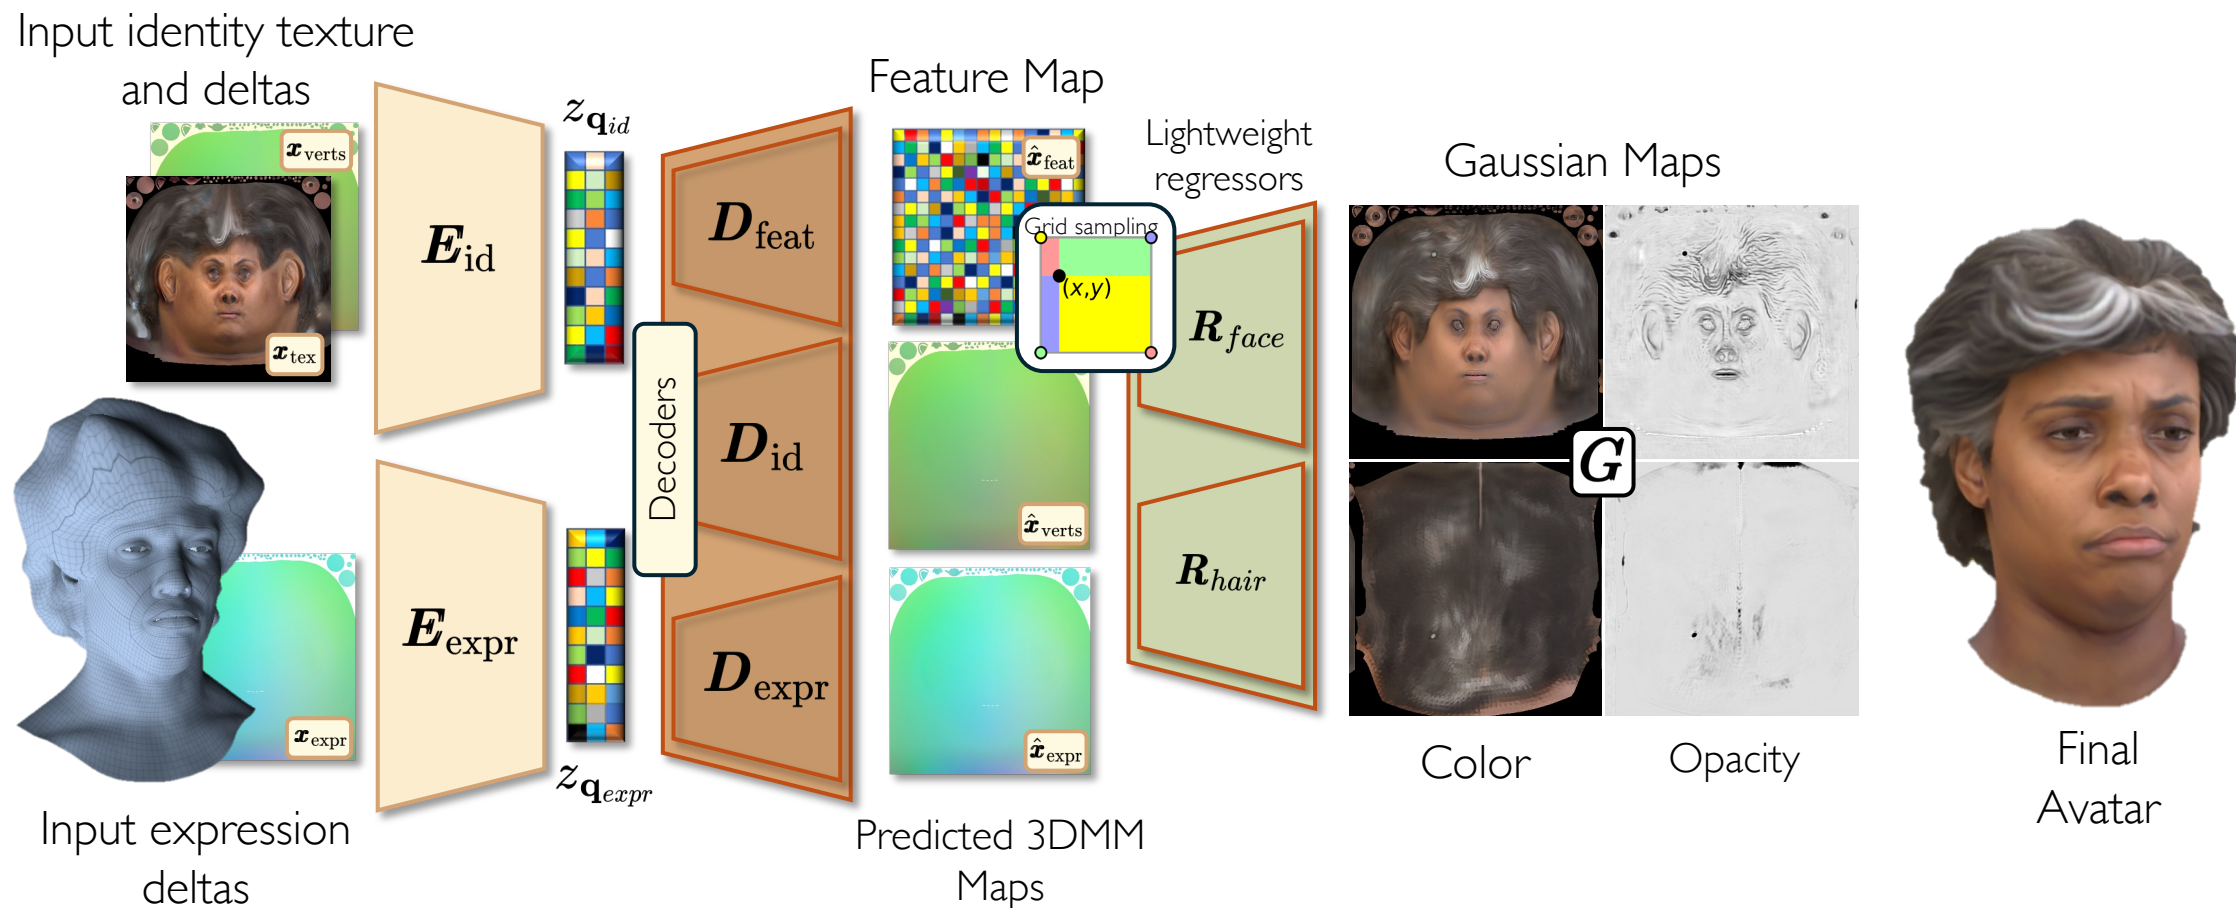 Input identity texture
and deltas
x_verts
x_tex
E_id
z_q_id
Input expression
deltas
x_expr
E_expr
z_q_expr
Decoders
D_feat
D_id
D_expr
Feature Map
x̂_feat
Grid sampling
(x,y)
x̂_verts
x̂_expr
Predicted 3DMM
Maps
Lightweight
regressors
R_face
R_hair
Gaussian Maps
G
Color
Opacity
Final
Avatar